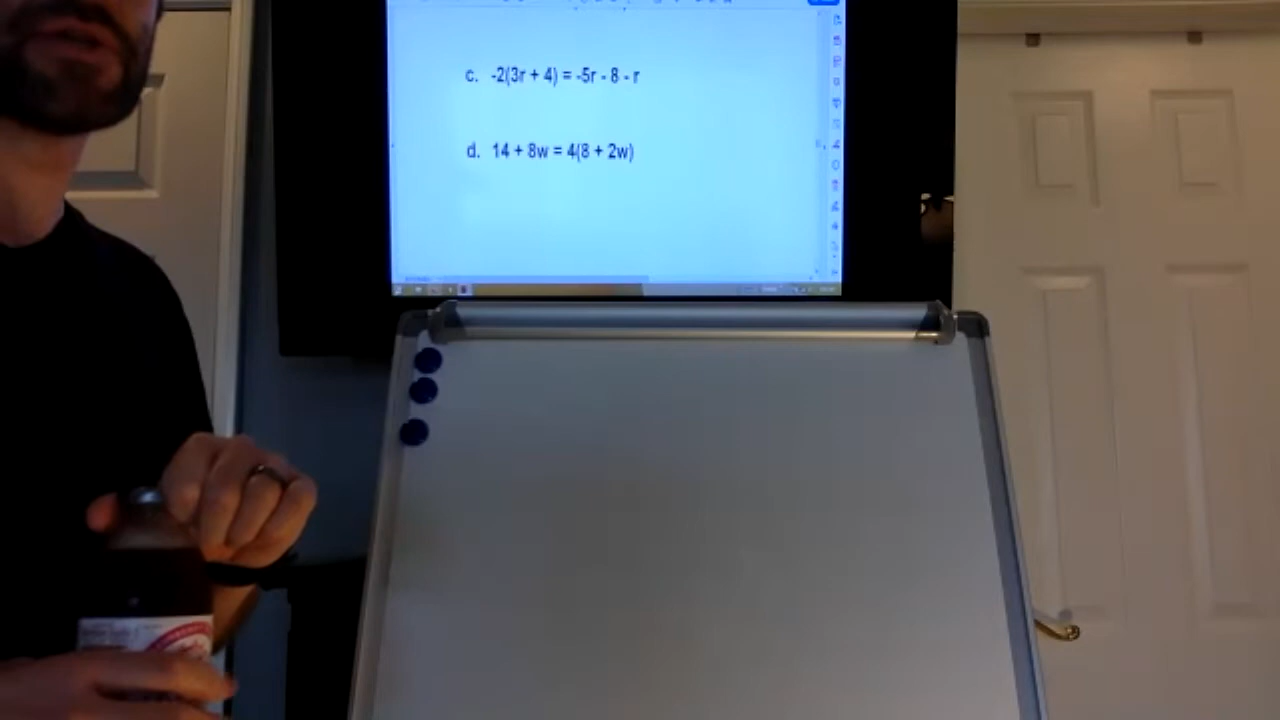 c. -2(3r + 4) = -5r - 8 - r
d. 14 + 8w = 4(8 + 2w)